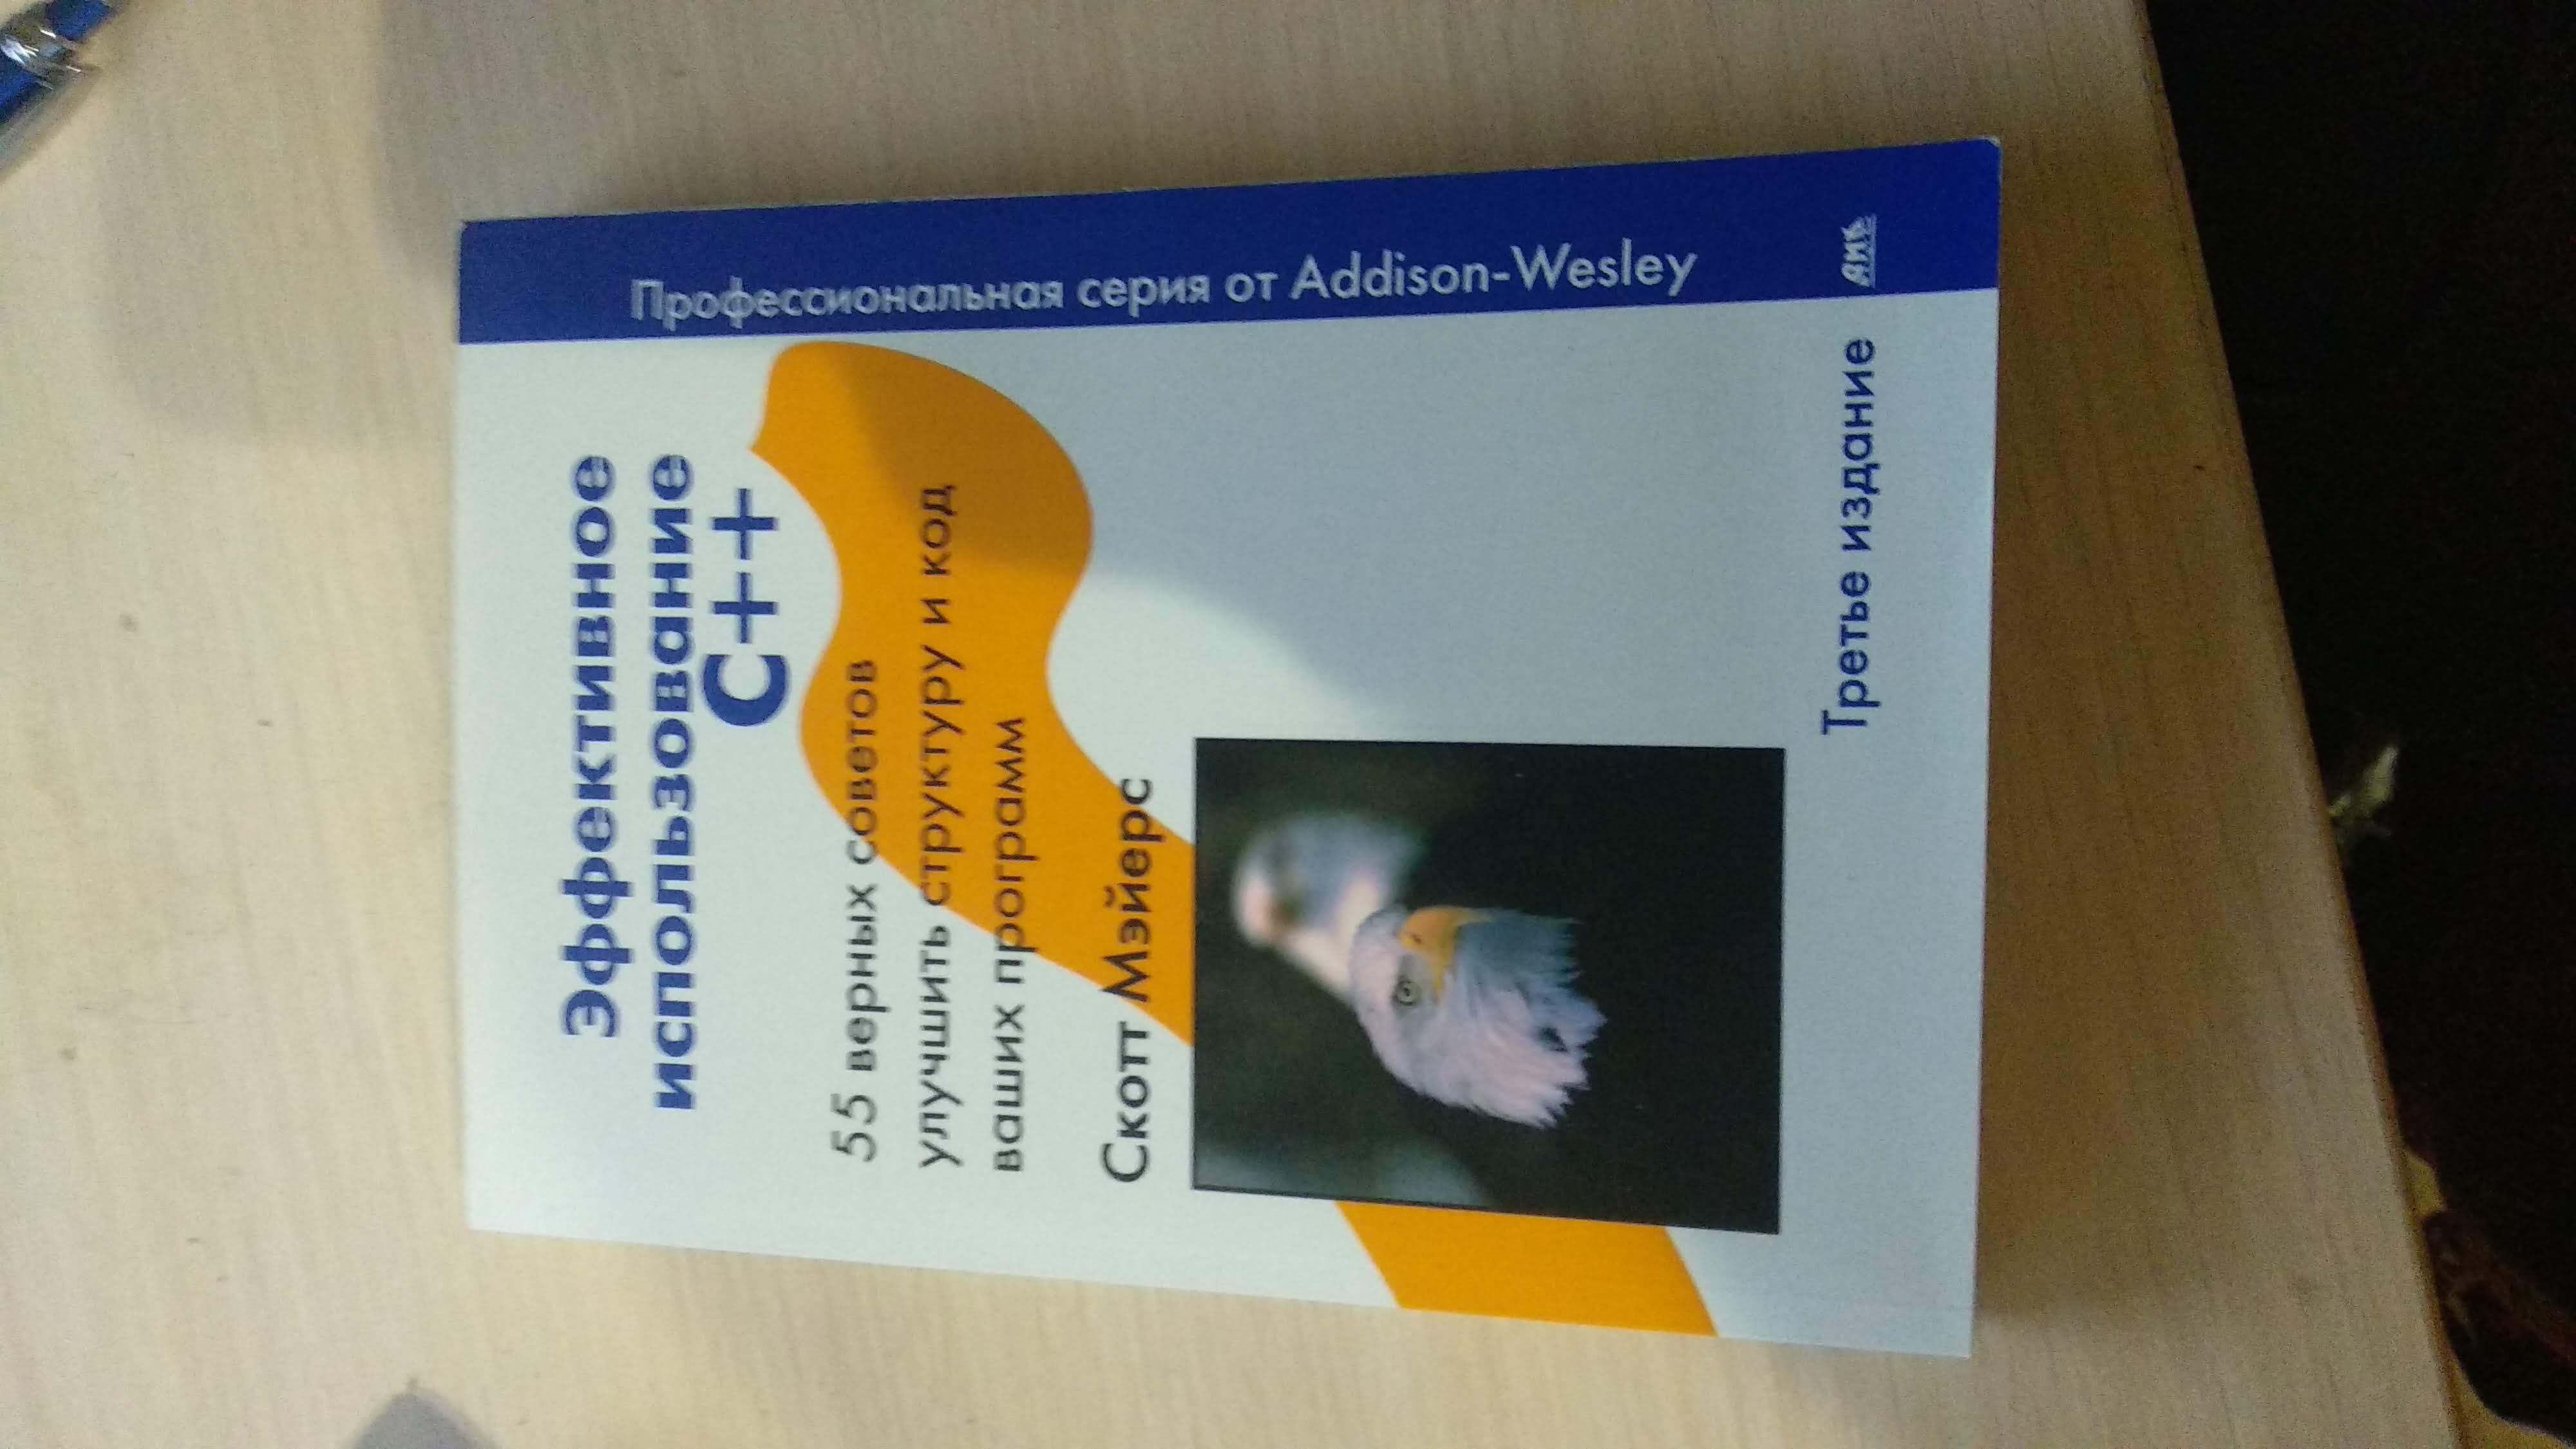 Эффективное
использование
C++
55 верных советов
улучшить структуру и код
ваших программ
Скотт Мэйерс
Третье издание
Профессиональная серия от Addison-Wesley
ДМК